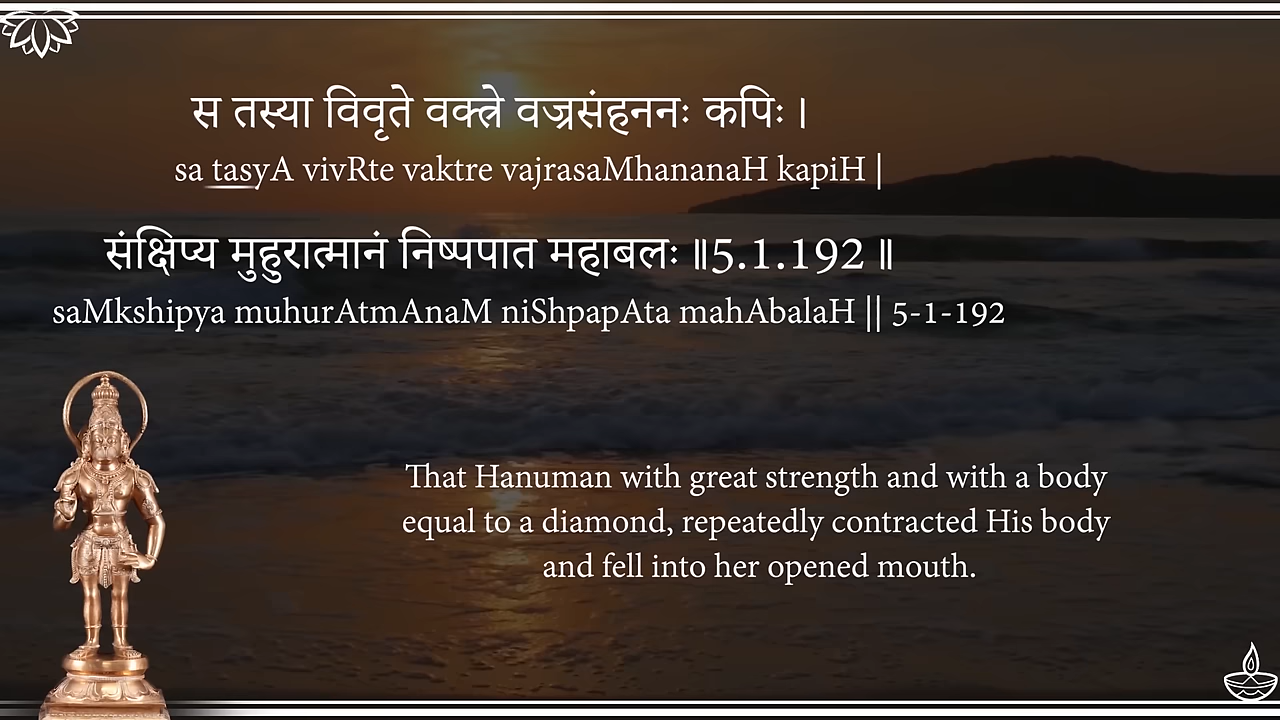 स तस्या विवृते वक्त्रे वज्रसंहननः कपिः ।
sa tasyA vivRte vaktre vajrasaMhananaH kapiH |
संक्षिप्य मुहुरात्मानं निष्पपात महाबलः ॥5.1.192॥
saMkshipya muhurAtmAnaM niShpapAta mahAbalaH || 5-1-192
That Hanuman with great strength and with a body
equal to a diamond, repeatedly contracted His body
and fell into her opened mouth.